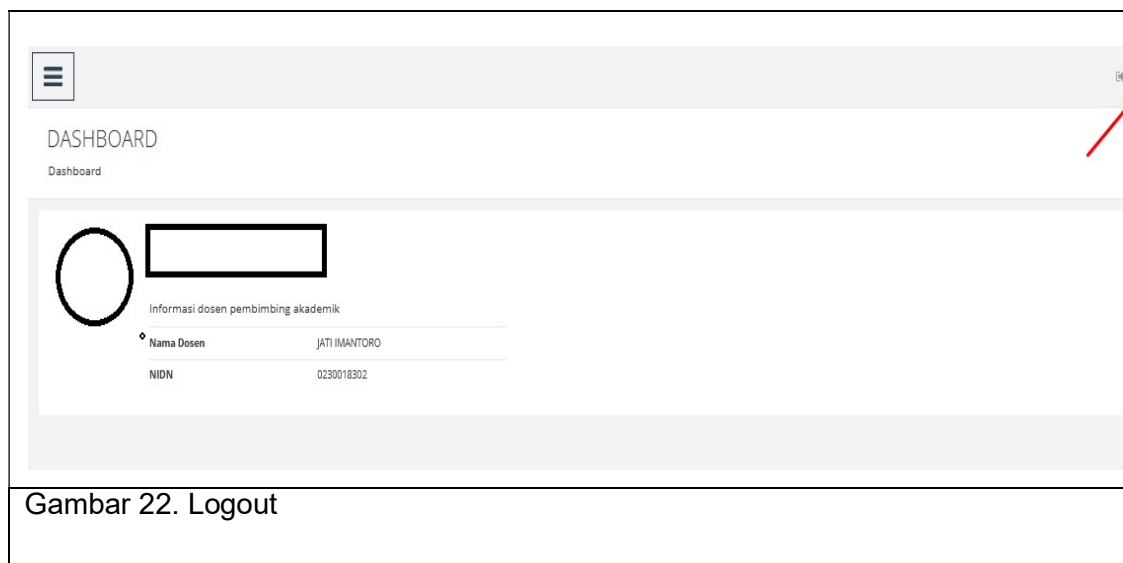 DASHBOARD
Dashboard
Informasi dosen pembimbing akademik
Nama Dosen JATI IMANTORO
NIDN 0230018302
Gambar 22. Logout